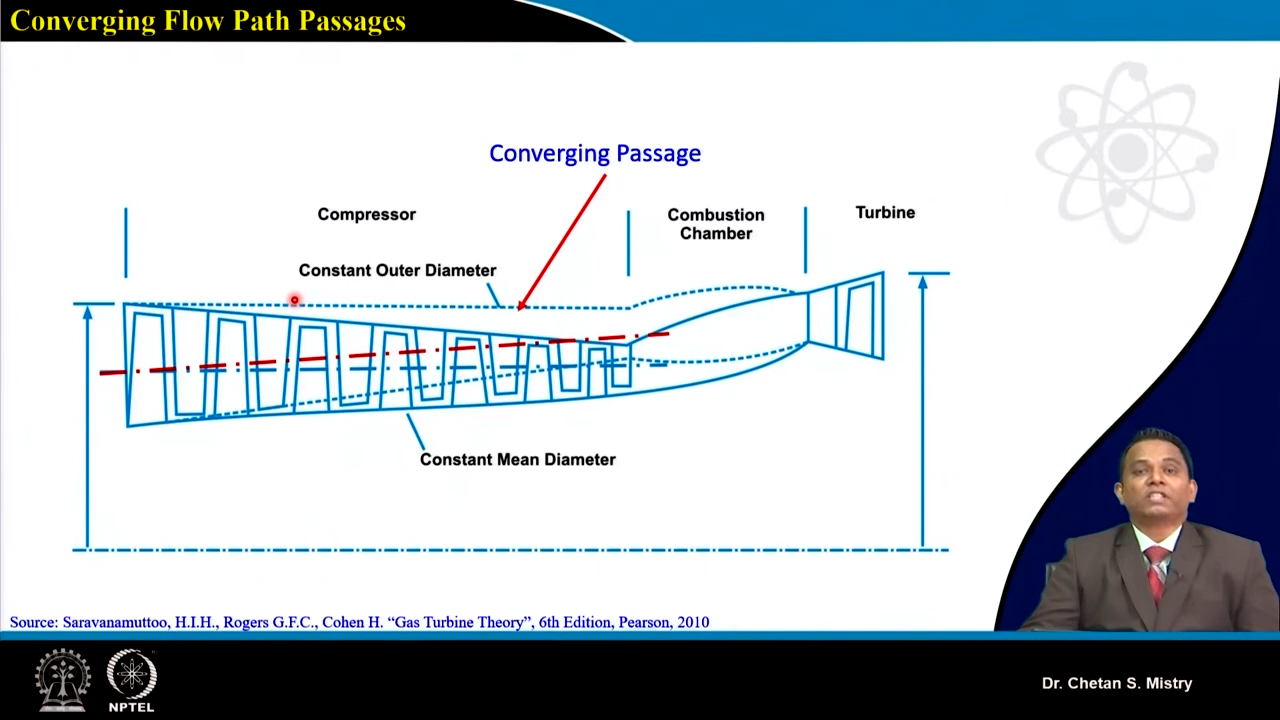 Converging Flow Path Passages
Converging Passage
Compressor
Combustion
Chamber
Turbine
Constant Outer Diameter
Constant Mean Diameter
Source: Saravanamuttoo, H.I.H., Rogers G.F.C., Cohen H. “Gas Turbine Theory”, 6th Edition, Pearson, 2010
NPTEL
Dr. Chetan S. Mistry